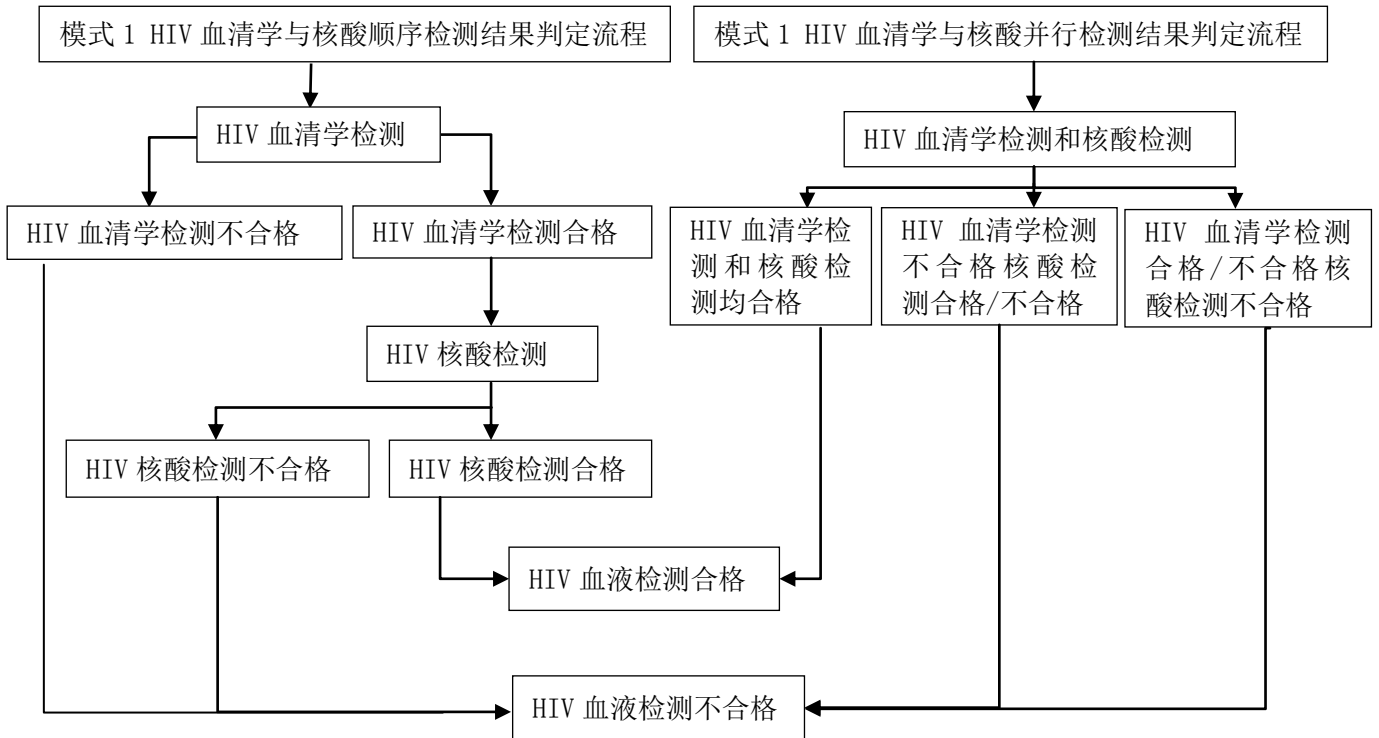 模式 1 HIV 血清学与核酸顺序检测结果判定流程
模式 1 HIV 血清学与核酸并行检测结果判定流程
HIV 血清学检测
HIV 血清学检测和核酸检测
HIV 血清学检测不合格
HIV 血清学检测合格
HIV 血清学检
测和核酸检
测均合格
HIV 血清学检测
不合格核酸检
测合格/不合格
HIV 血清学检测
合格/不合格核
酸检测不合格
HIV 核酸检测
HIV 核酸检测不合格
HIV 核酸检测合格
HIV 血液检测合格
HIV 血液检测不合格